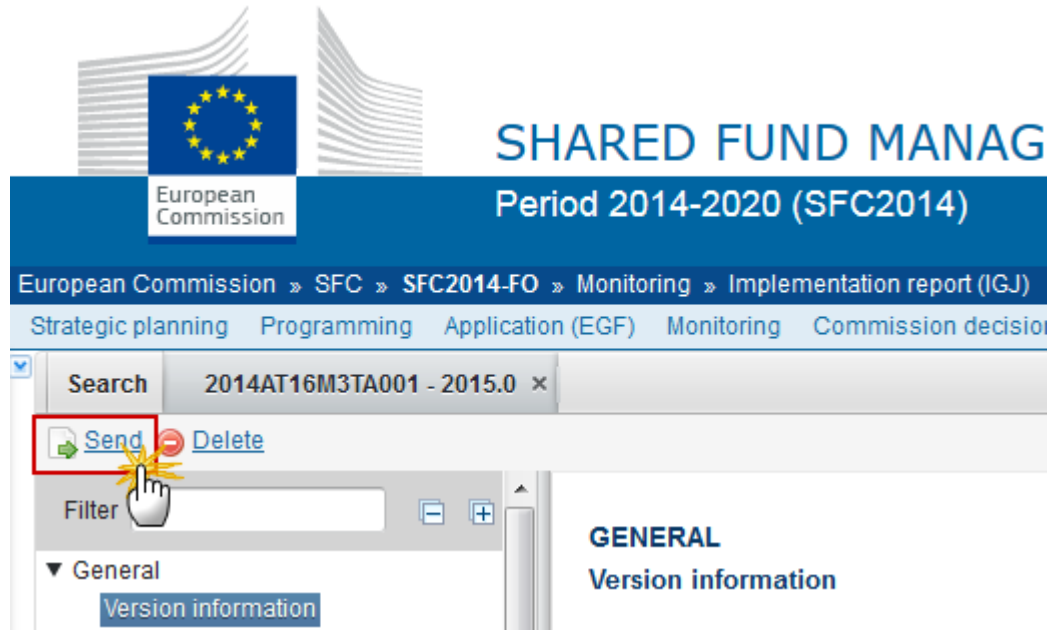 SHARED FUND MANAG
European
Commission
Period 2014-2020 (SFC2014)
European Commission » SFC » SFC2014-FO » Monitoring » Implementation report (IGJ)
Strategic planning Programming Application (EGF) Monitoring Commission decision
Search 2014AT16M3TA001 - 2015.0 ×
Send Delete
Filter
GENERAL
▼ General
Version information
Version information